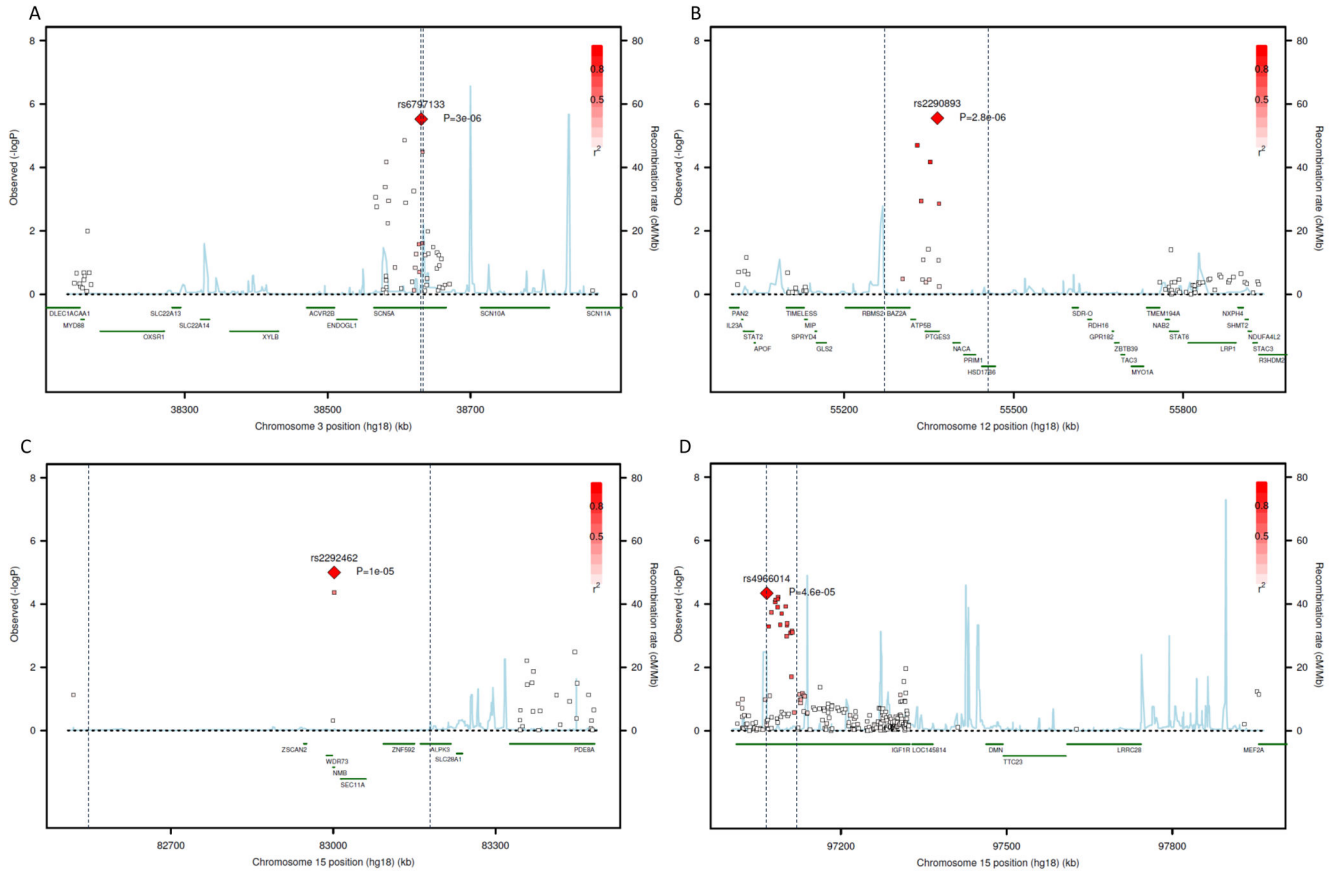 A
8
6
4
2
0
Observed (-logP)
80
60
40
20
0
Recombination rate (cM/Mb)
0.8
0.5
r²
rs6797133
P=3e-06
DLEC1ACAA1
SLC22A13
ACVR2B
SCN5A
SCN10A
SCN11A
MYD88
SLC22A14
ENDOGL1
OXSR1
XYLB
38300
38500
38700
Chromosome 3 position (hg18) (kb)
B
8
6
4
2
0
Observed (-logP)
80
60
40
20
0
Recombination rate (cM/Mb)
0.8
0.5
r²
rs2290893
P=2.8e-06
PAN2
TIMELESS
RBMS2
BAZ2A
SDR-O
TMEM194A
NXPH4
IL23A
MIP
ATP5B
RDH16
NAB2
SHMT2
STAT2
SPRYD4
PTGES3
GPR182
STAT6
NDUFA4L2
APOF
GLS2
NACA
ZBTB39
LRP1
STAC3
PRIM1
TAC3
R3HDM2
HSD17B6
MYO1A
55200
55500
55800
Chromosome 12 position (hg18) (kb)
C
8
6
4
2
0
Observed (-logP)
80
60
40
20
0
Recombination rate (cM/Mb)
0.8
0.5
r²
rs2292462
P=1e-05
ZSCAN2
ZNF592
ALPK3
PDE8A
WDR73
SLC28A1
NMB
SEC11A
82700
83000
83300
Chromosome 15 position (hg18) (kb)
D
8
6
4
2
0
Observed (-logP)
80
60
40
20
0
Recombination rate (cM/Mb)
0.8
0.5
r²
rs4966014
P=4.6e-05
IGF1R
LOC145814
DMN
LRRC28
MEF2A
TTC23
97200
97500
97800
Chromosome 15 position (hg18) (kb)